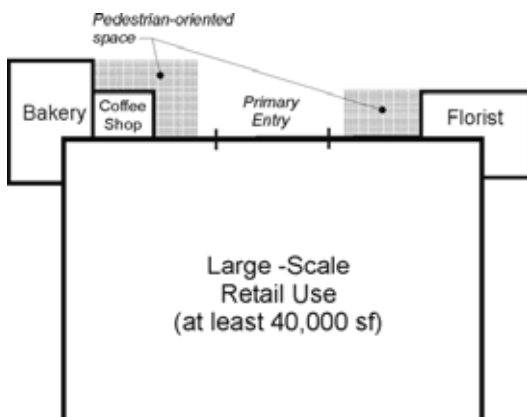 Pedestrian-oriented
space
Bakery
Coffee
Shop
Primary
Entry
Florist
Large -Scale
Retail Use
(at least 40,000 sf)